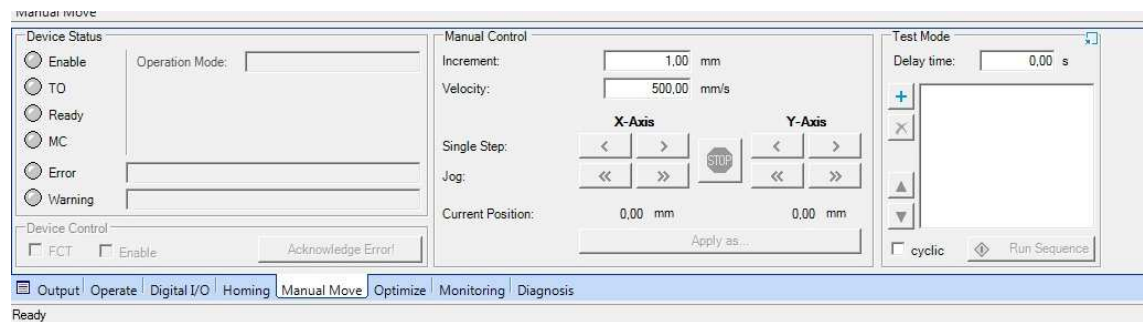 Manual Move
Device Status
Enable
Operation Mode:
TO
Ready
MC
Error
Warning
Device Control
FCT
Enable
Acknowledge Error!
Manual Control
Increment:
1,00 mm
Velocity:
500,00 mm/s
X-Axis
Y-Axis
Single Step:
< > < >
STOP
Jog:
« » « »
Current Position:
0,00 mm
0,00 mm
Apply as...
Test Mode
Delay time:
0,00 s
cyclic
Run Sequence
Output Operate Digital I/O Homing Manual Move Optimize Monitoring Diagnosis
Ready